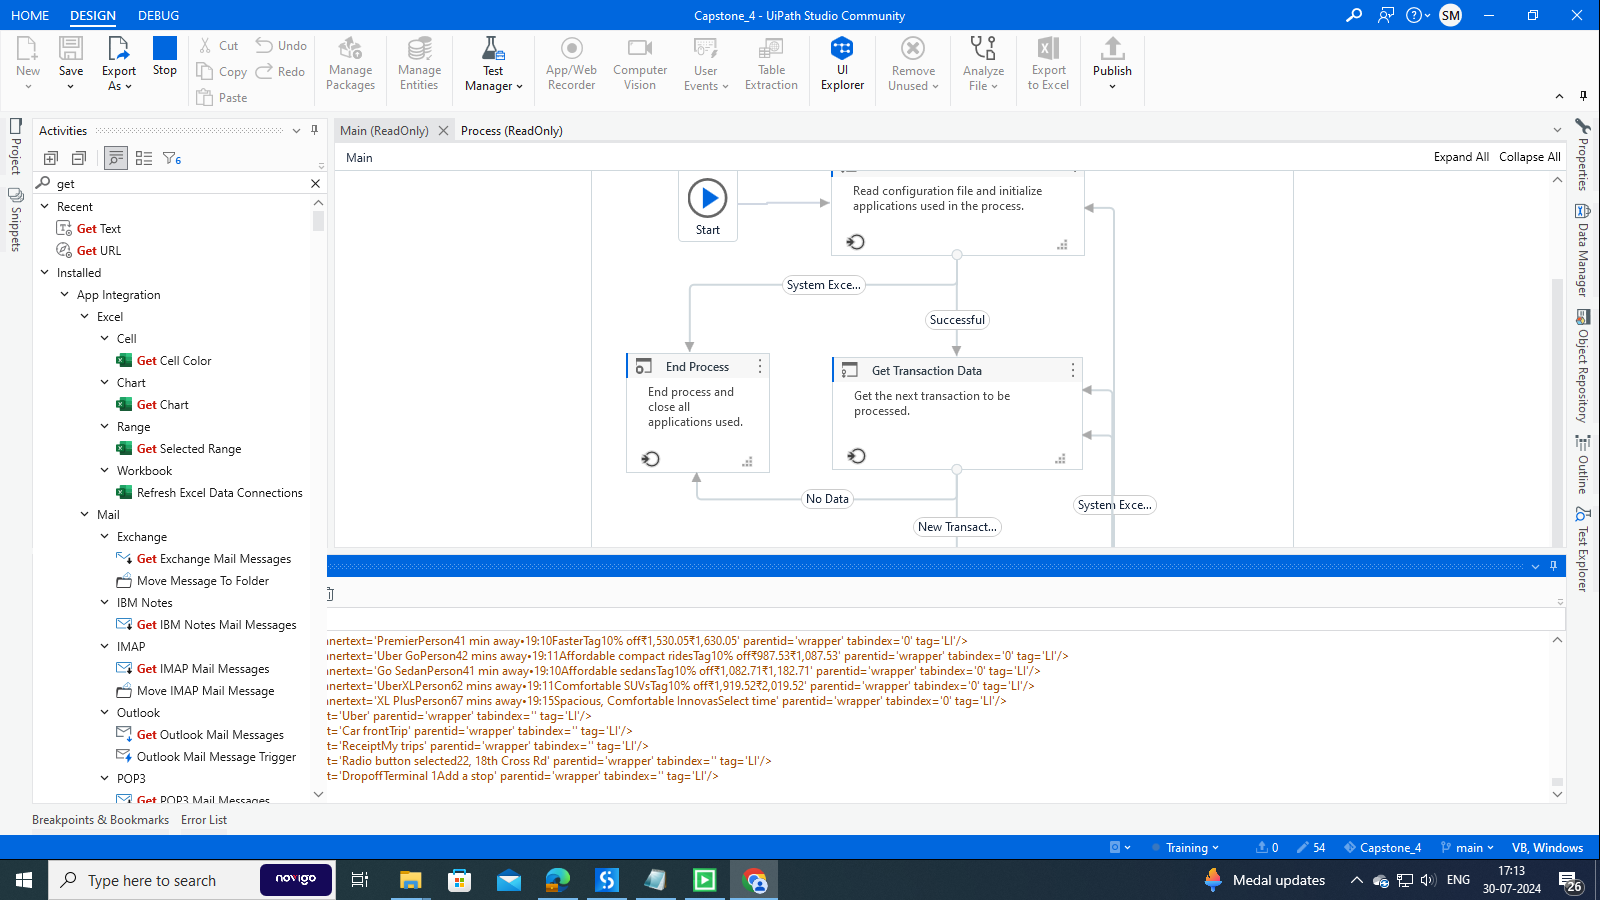 HOME DESIGN DEBUG
Capstone_4 - UiPath Studio Community
SM
New
Save
Export As
Stop
Cut
Copy
Paste
Undo
Redo
Manage Packages
Manage Entities
Test Manager
App/Web Recorder
Computer Vision
User Events
Table Extraction
UI Explorer
Remove Unused
Analyze File
Export to Excel
Publish
Project
Snippets
Activities
6
get
Recent
Get Text
Get URL
Installed
App Integration
Excel
Cell
Get Cell Color
Chart
Get Chart
Range
Get Selected Range
Workbook
Refresh Excel Data Connections
Mail
Exchange
Get Exchange Mail Messages
Move Message To Folder
IBM Notes
Get IBM Notes Mail Messages
IMAP
Get IMAP Mail Messages
Move IMAP Mail Message
Outlook
Get Outlook Mail Messages
Outlook Mail Message Trigger
POP3
Get POP3 Mail Messages
Main (ReadOnly)
Process (ReadOnly)
Main
Expand All Collapse All
Start
Read configuration file and initialize
applications used in the process.
System Exce...
Successful
End Process
End process and
close all
applications used.
Get Transaction Data
Get the next transaction to be
processed.
No Data
New Transact...
System Exce...
nnertext='PremierPerson41 min away•19:10FasterTag10% off₹1,530.05₹1,630.05' parentid='wrapper' tabindex='0' tag='LI'/>
nnertext='Uber GoPerson42 mins away•19:11Affordable compact ridesTag10% off₹987.53₹1,087.53' parentid='wrapper' tabindex='0' tag='LI'/>
nnertext='Go SedanPerson41 min away•19:10Affordable sedansTag10% off₹1,082.71₹1,182.71' parentid='wrapper' tabindex='0' tag='LI'/>
nnertext='UberXLPerson62 mins away•19:11Comfortable SUVsTag10% off₹1,919.52₹2,019.52' parentid='wrapper' tabindex='0' tag='LI'/>
nnertext='XL PlusPerson67 mins away•19:15Spacious, Comfortable InnovasSelect time' parentid='wrapper' tabindex='0' tag='LI'/>
t='Uber' parentid='wrapper' tabindex='' tag='LI'/>
t='Car frontTrip' parentid='wrapper' tabindex='' tag='LI'/>
t='ReceiptMy trips' parentid='wrapper' tabindex='' tag='LI'/>
t='Radio button selected22, 18th Cross Rd' parentid='wrapper' tabindex='' tag='LI'/>
t='DropoffTerminal 1Add a stop' parentid='wrapper' tabindex='' tag='LI'/>
Properties
Data Manager
Object Repository
Outline
Test Explorer
Breakpoints & Bookmarks Error List
Training 0 54 Capstone_4 main VB, Windows
Type here to search
novigo
Medal updates
ENG
17:13
30-07-2024
26